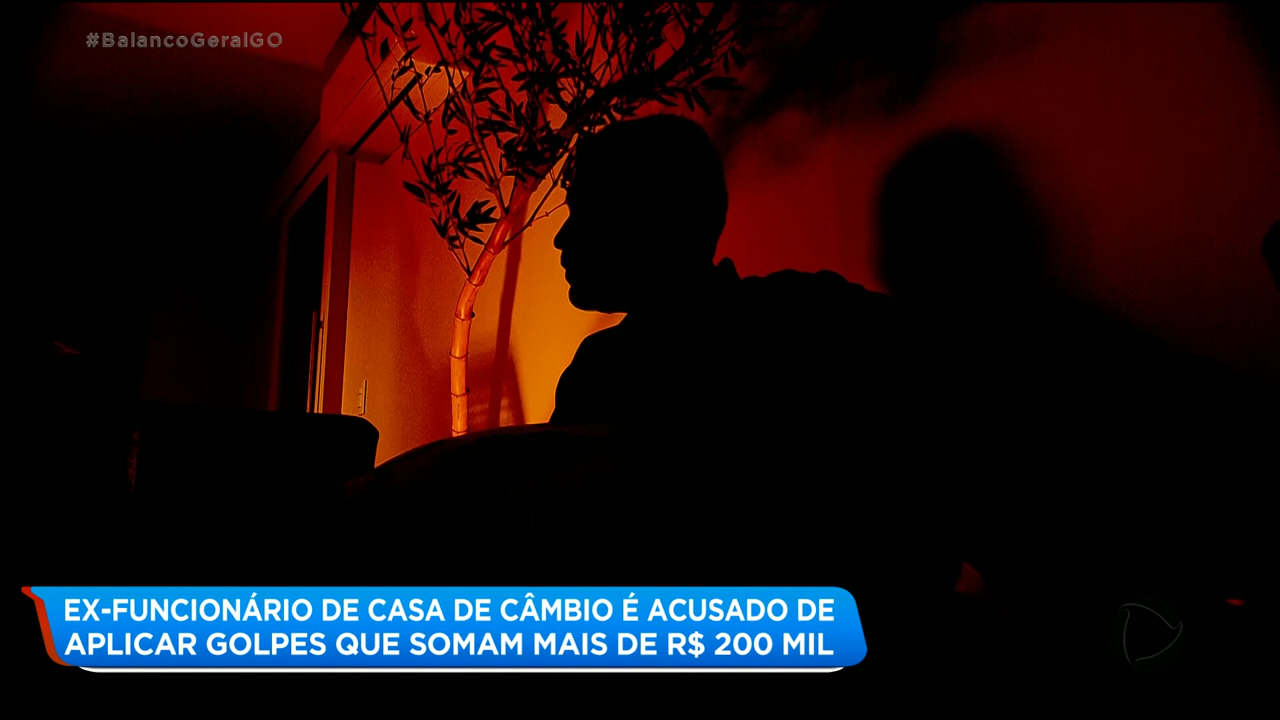 #BalancoGeralGO
EX-FUNCIONÁRIO DE CASA DE CÂMBIO É ACUSADO DE
APLICAR GOLPES QUE SOMAM MAIS DE R$ 200 MIL